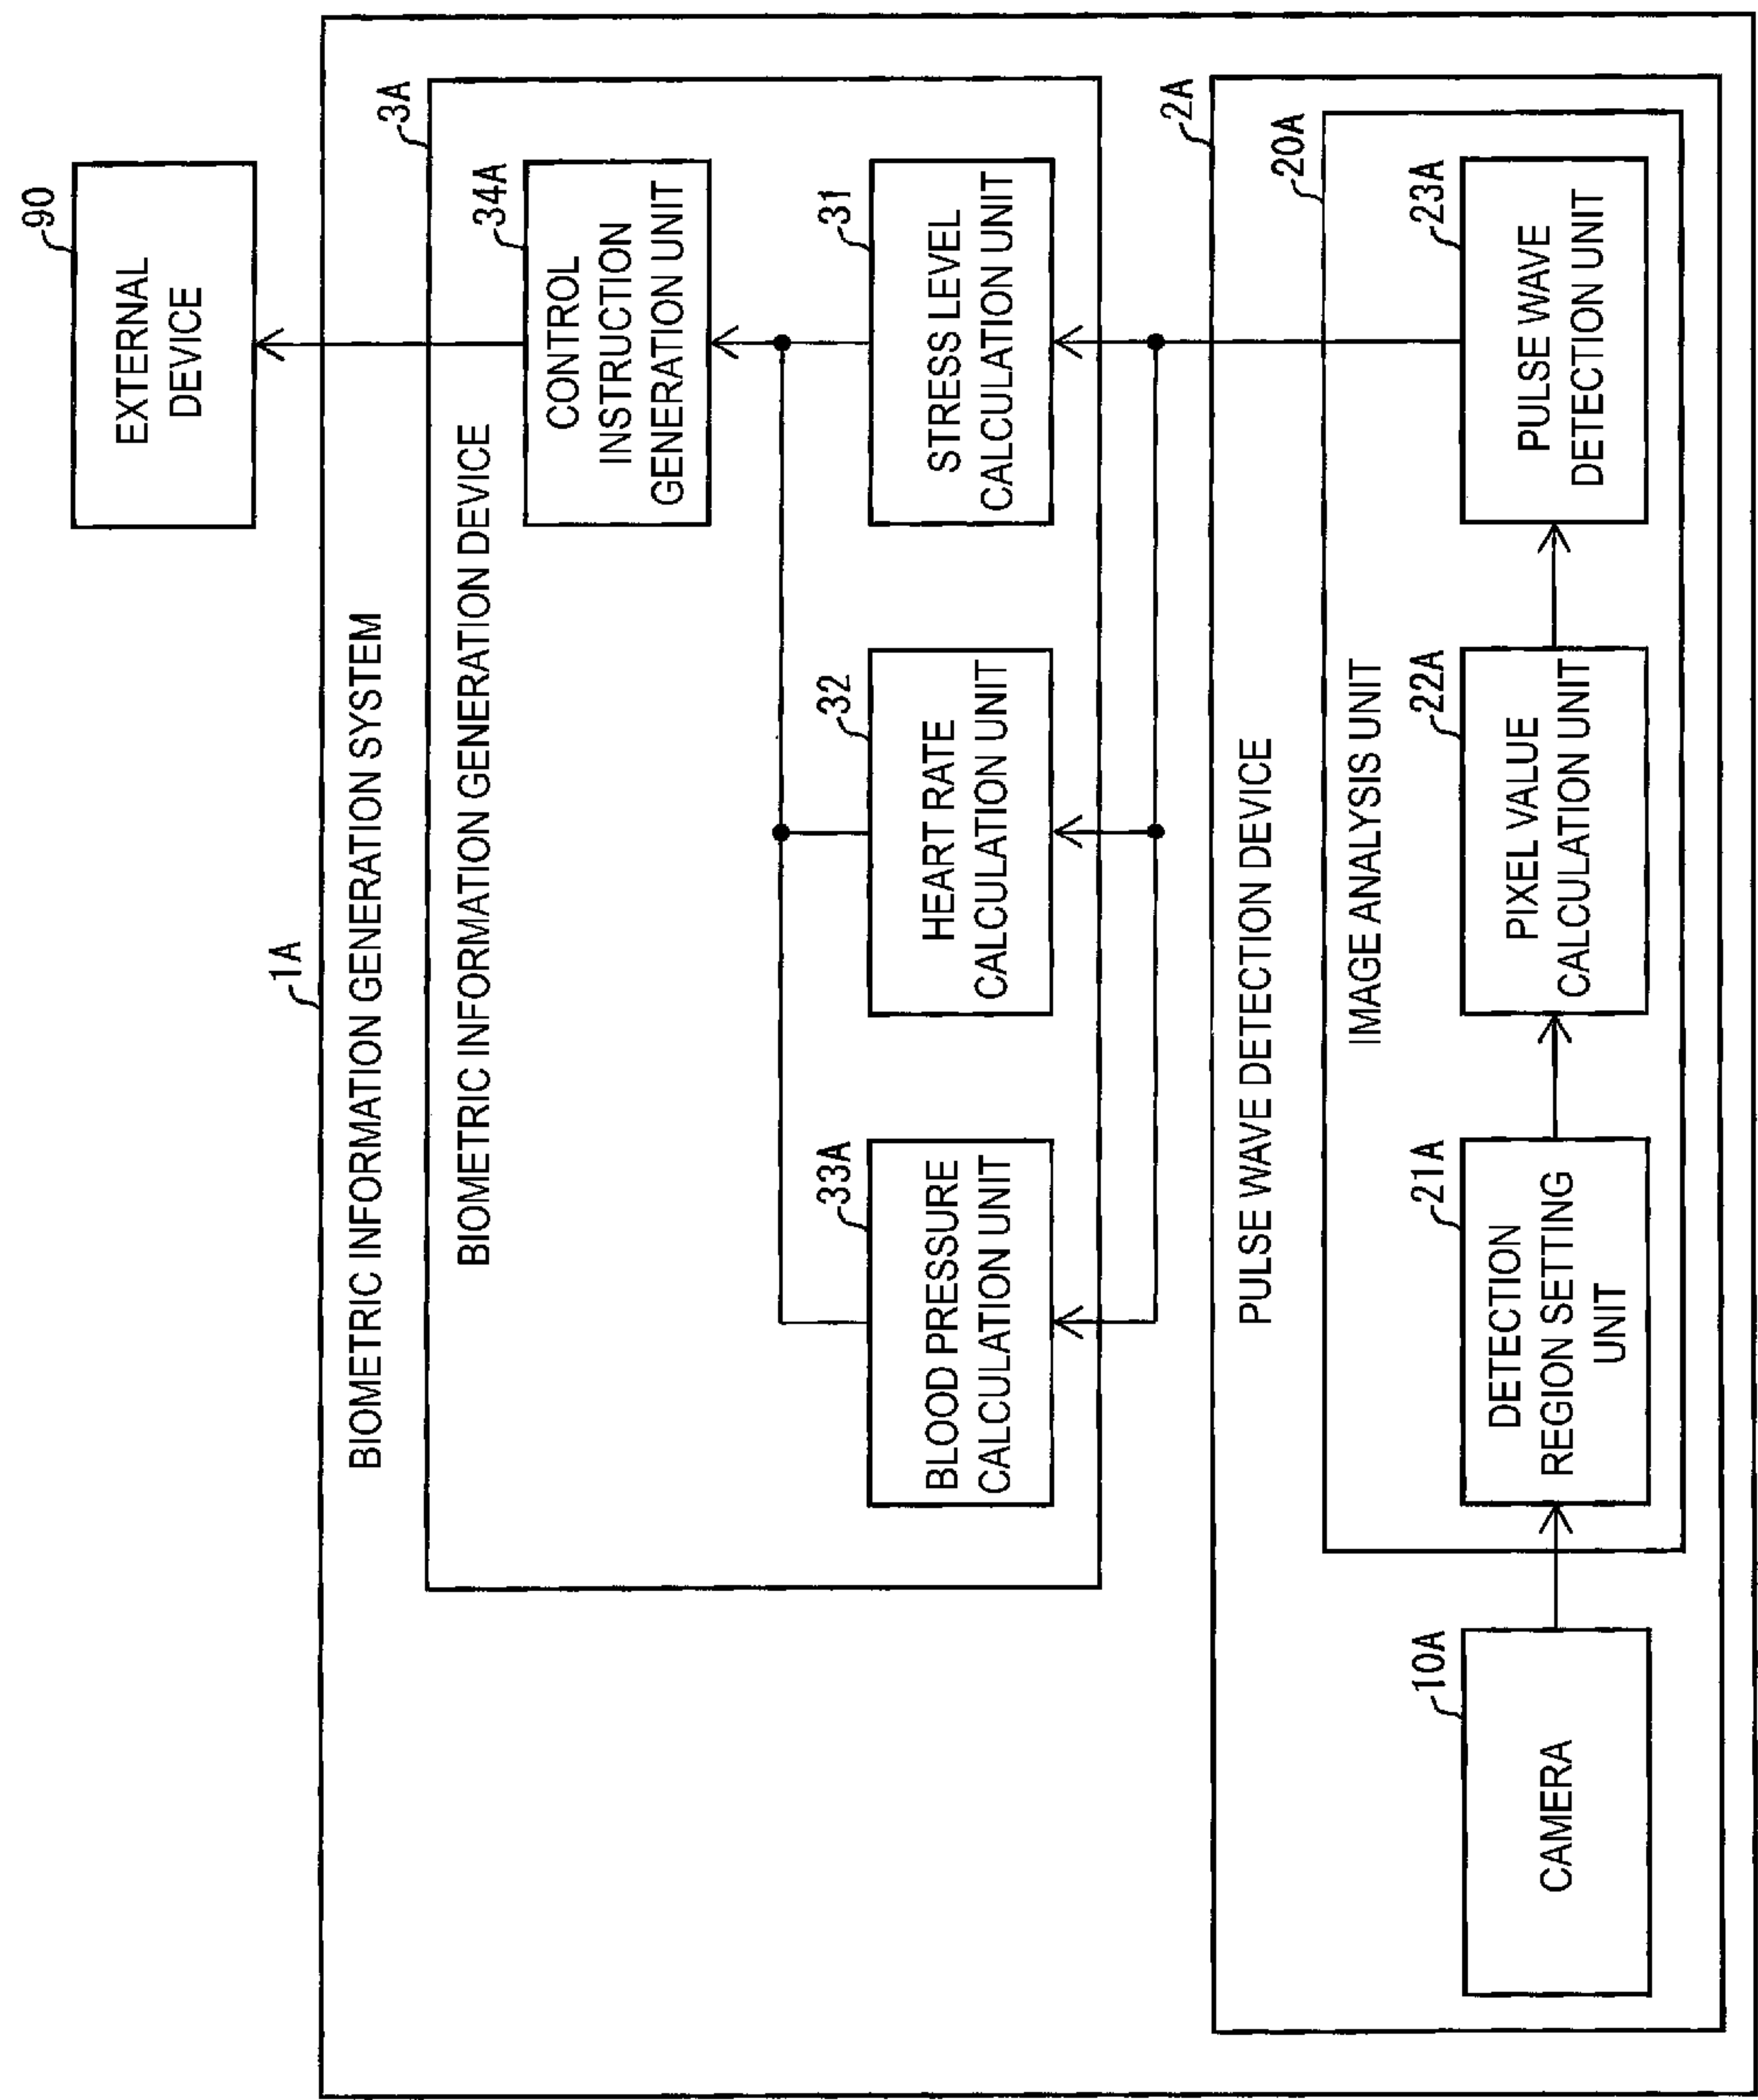 1A
BIOMETRIC INFORMATION GENERATION SYSTEM
90
EXTERNAL
DEVICE
3A
BIOMETRIC INFORMATION GENERATION DEVICE
34A
CONTROL
INSTRUCTION
GENERATION UNIT
33A
BLOOD PRESSURE
CALCULATION UNIT
32
HEART RATE
CALCULATION UNIT
31
STRESS LEVEL
CALCULATION UNIT
2A
PULSE WAVE DETECTION DEVICE
20A
IMAGE ANALYSIS UNIT
10A
CAMERA
21A
DETECTION
REGION SETTING
UNIT
22A
PIXEL VALUE
CALCULATION UNIT
23A
PULSE WAVE
DETECTION UNIT